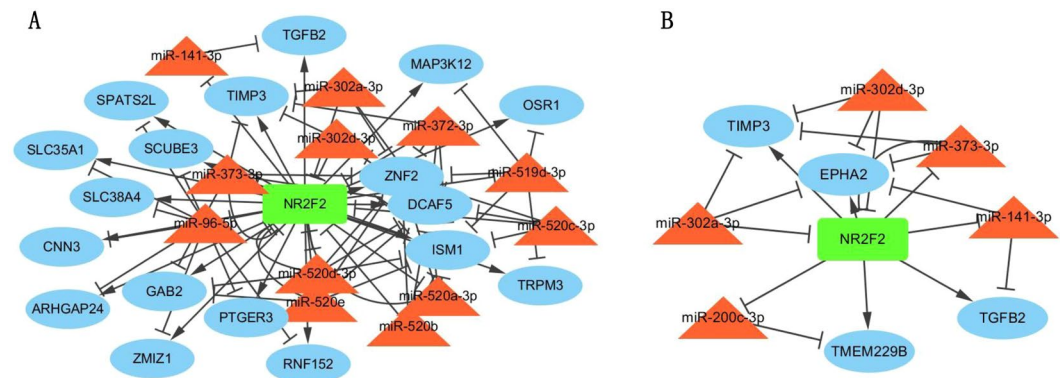 A
TGFB2
miR-141-3p
MAP3K12
TIMP3
miR-302a-3p
SPATS2L
OSR1
miR-372-3p
miR-302d-3p
SLC35A1
SCUBE3
miR-373-3p
ZNF2
miR-519d-3p
SLC38A4
NR2F2
DCAF5
miR-96-5p
miR-520c-3p
CNN3
ISM1
miR-520d-3p
TRPM3
ARHGAP24
GAB2
miR-520a-3p
miR-520e
PTGER3
miR-520b
ZMIZ1
RNF152
B
miR-302d-3p
TIMP3
miR-373-3p
EPHA2
miR-141-3p
miR-302a-3p
NR2F2
miR-200c-3p
TGFB2
TMEM229B